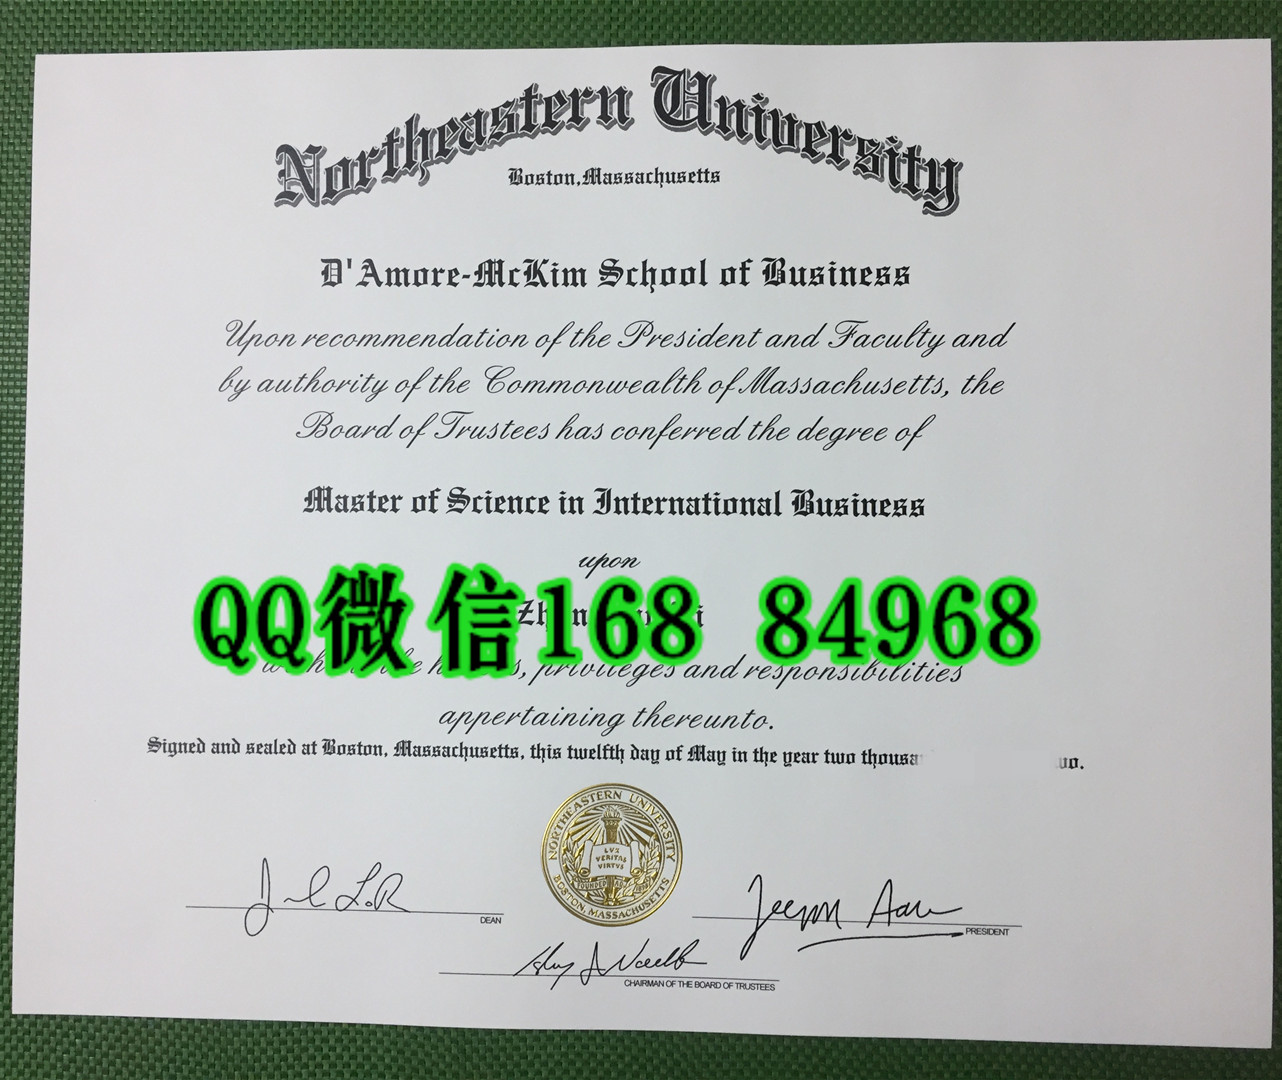 Northeastern University
Boston,Massachusetts
D'Amore-McKim School of Business
Upon recommendation of the President and Faculty and
by authority of the Commonwealth of Massachusetts, the
Board of Trustees has conferred the degree of
Master of Science in International Business
upon
QQ微信168 84968
privileges and responsibilities
appertaining thereunto.
Signed and sealed at Boston, Massachusetts, this twelfth day of May in the year two
NORTHEASTERN UNIVERSITY
LVX
VERITAS
VIRTVS
BOSTON, MASSACHUSETTS
DEAN
PRESIDENT
CHAIRMAN OF THE BOARD OF TRUSTEES